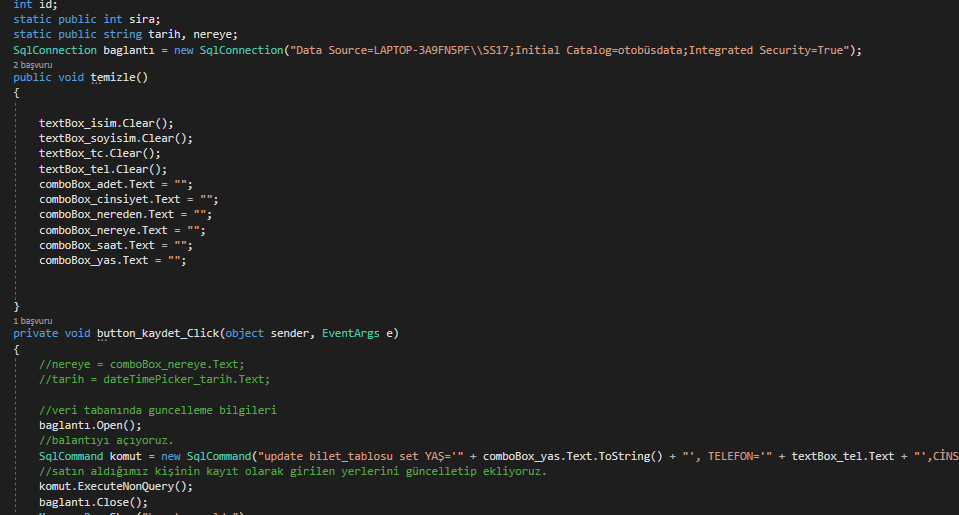 int id;
static public int sira;
static public string tarih, nereye;
SqlConnection baglantı = new SqlConnection("Data Source=LAPTOP-3A9FN5PF\\SS17;Initial Catalog=otobüsdata;Integrated Security=True");
2 başvuru
public void temizle()
{
textBox_isim.Clear();
textBox_soyisim.Clear();
textBox_tc.Clear();
textBox_tel.Clear();
comboBox_adet.Text = "";
comboBox_cinsiyet.Text = "";
comboBox_nereden.Text = "";
comboBox_nereye.Text = "";
comboBox_saat.Text = "";
comboBox_yas.Text = "";
}
1 başvuru
private void button_kaydet_Click(object sender, EventArgs e)
{
//nereye = comboBox_nereye.Text;
//tarih = dateTimePicker_tarih.Text;
//veri tabanında guncelleme bilgileri
baglantı.Open();
//balantıyı açıyoruz.
SqlCommand komut = new SqlCommand("update bilet_tablosu set YAŞ='" + comboBox_yas.Text.ToString() + "', TELEFON='" + textBox_tel.Text + "',CİNS
//satın aldığımız kişinin kayıt olarak girilen yerlerini güncelletip ekliyoruz.
komut.ExecuteNonQuery();
baglantı.Close();